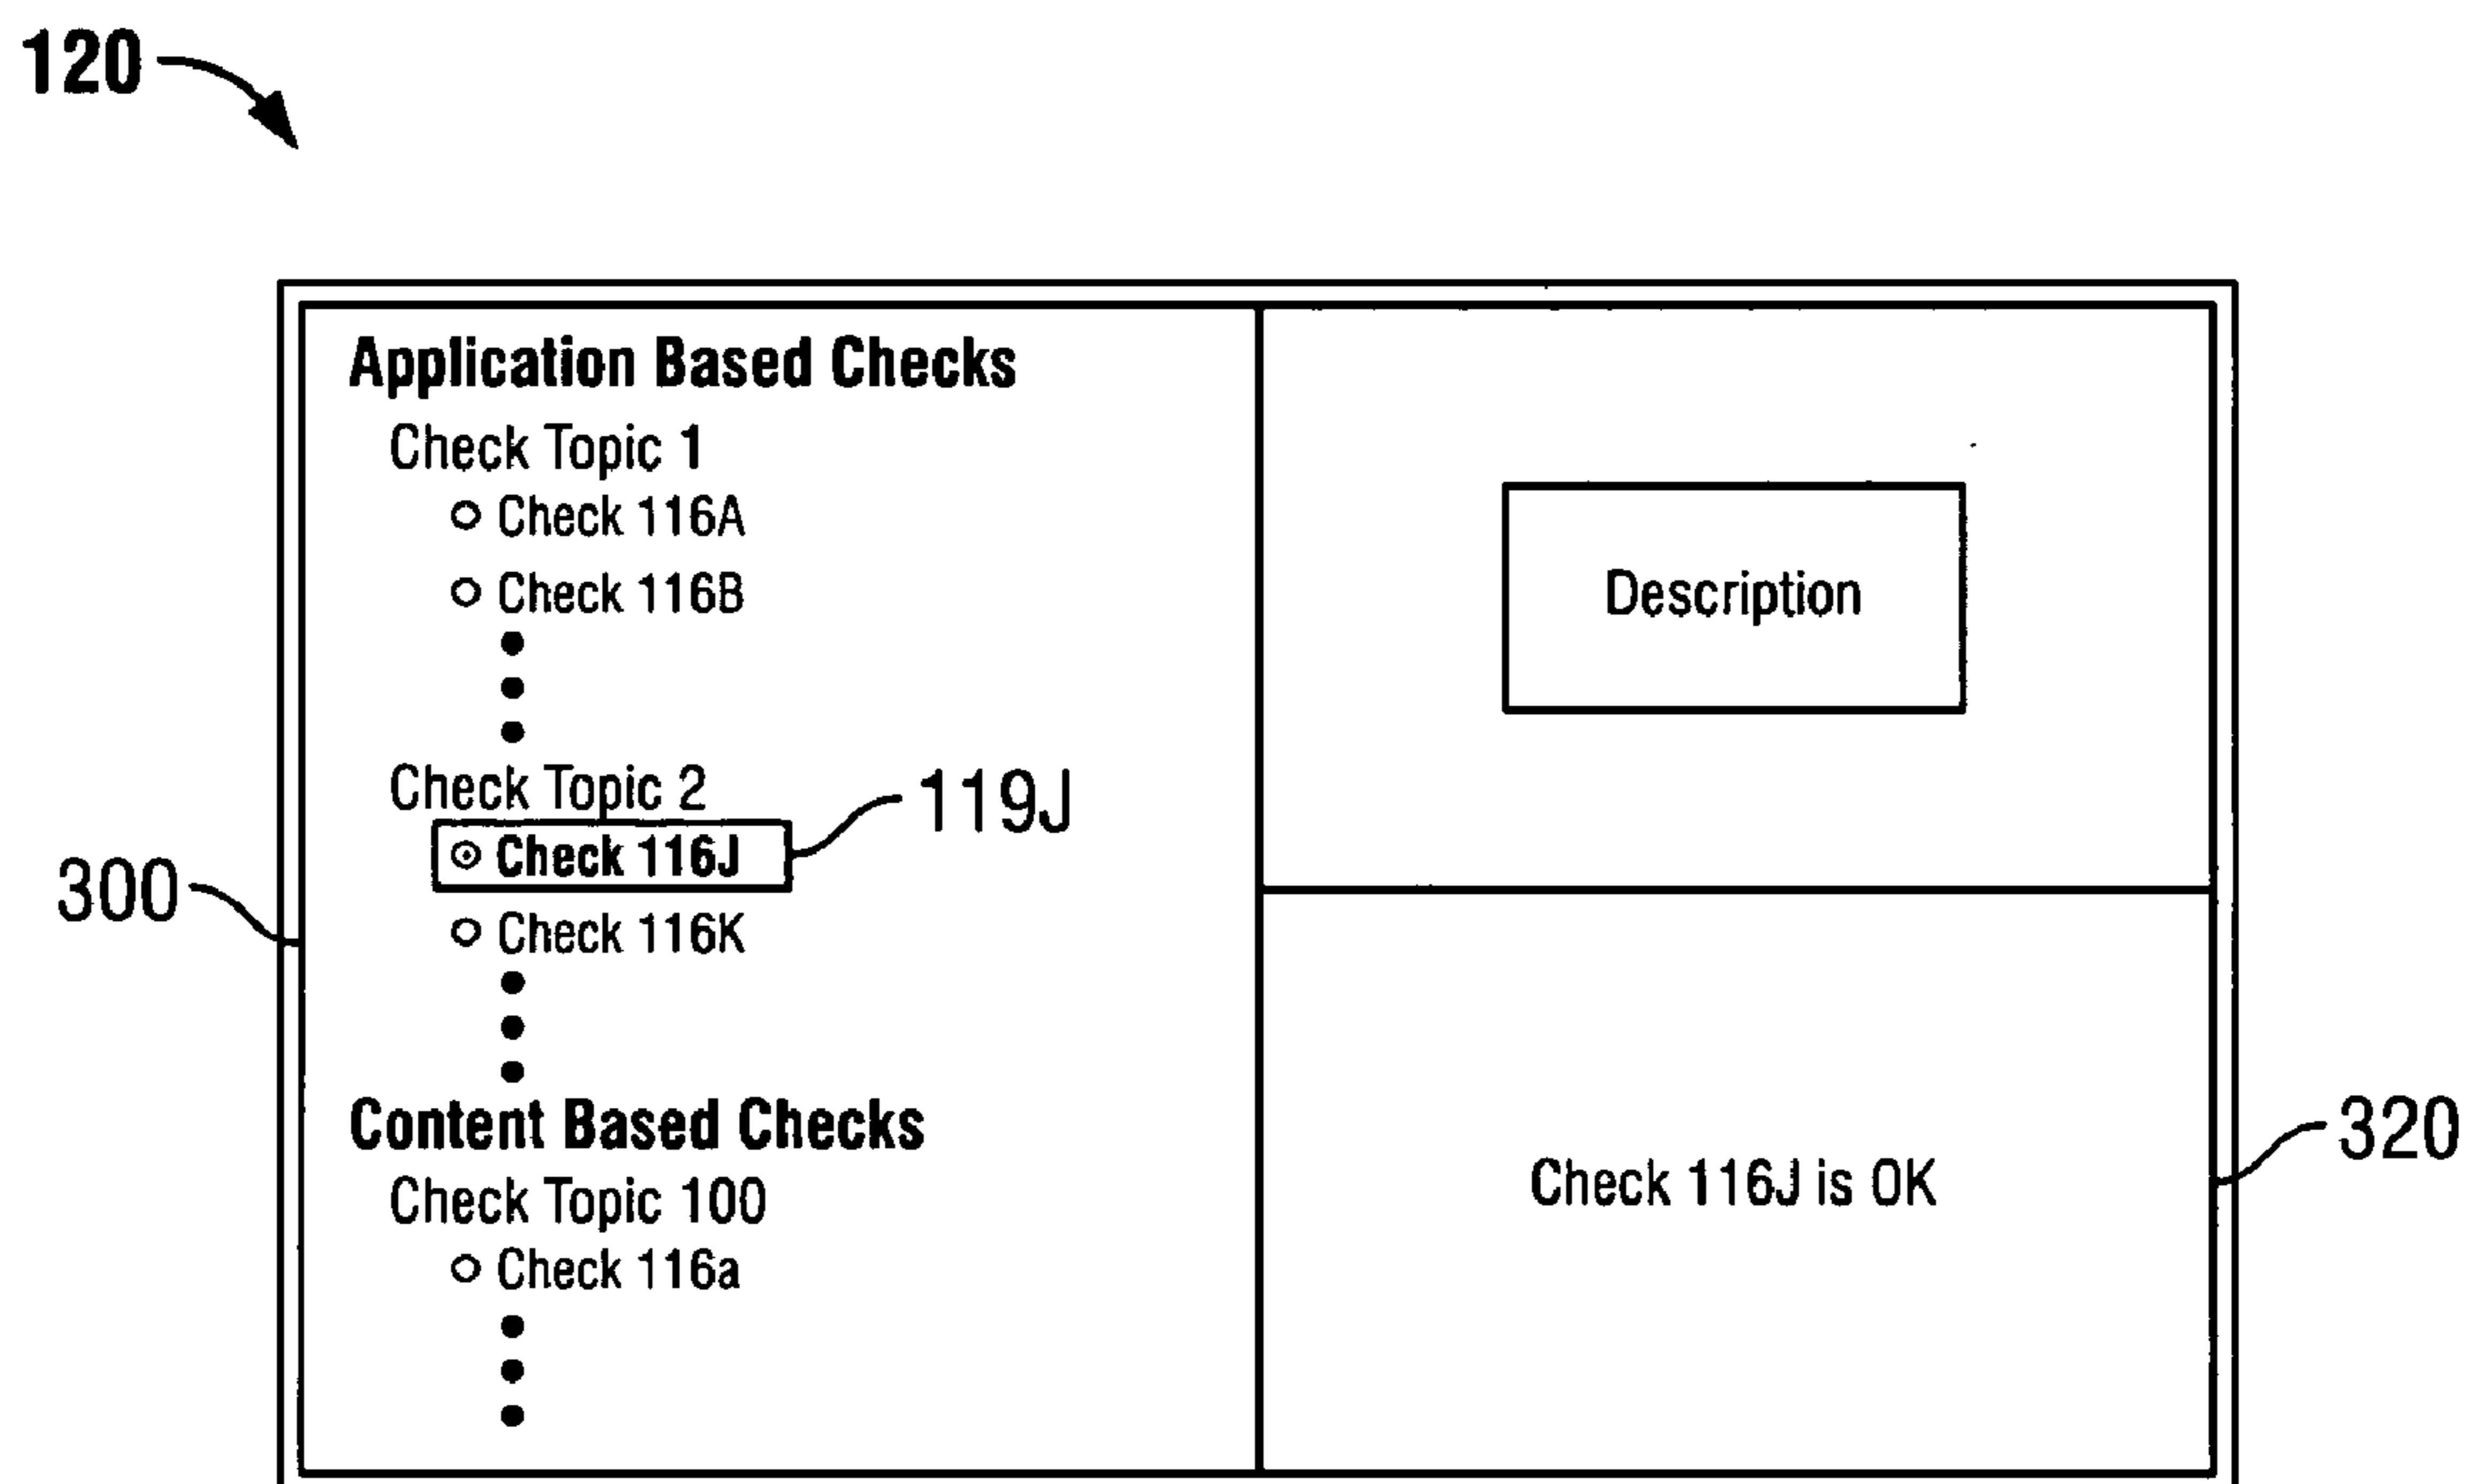 120
Application Based Checks
Check Topic 1
Check 116A
Check 116B
Check Topic 2
Check 116J
119J
Check 116K
300
Content Based Checks
Check Topic 100
Check 116a
Description
Check 116J is OK
320